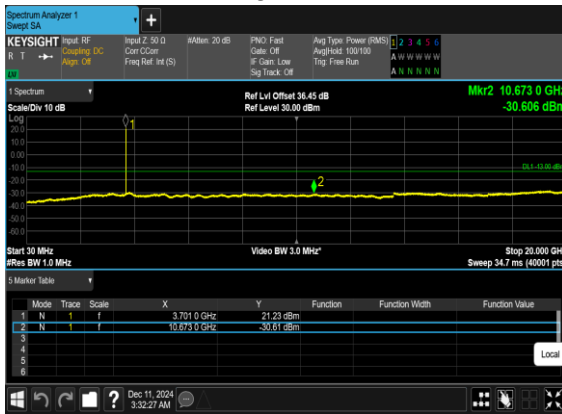 Spectrum Analyzer 1
Swept SA
KEYSIGHT Input: RF Input Z: 50 Ω #Atten: 20 dB PNO: Fast Avg Type: Power (RMS) 1 2 3 4 5 6
R T Coupling: DC Corr CCorr Gate: Off Avg|Hold: 100/100 A W W W W W
Align: Off Freq Ref: Int (S) IF Gain: Low Trig: Free Run
LXI Sig Track: Off A N N N N N
1 Spectrum Ref Lvl Offset 36.45 dB Mkr2 10.673 0 GHz
Scale/Div 10 dB Ref Level 30.00 dBm -30.606 dBm
Log
20.0 1
10.0
0.00
-10.0 DL1 -13.00 dBm
-20.0 2
-30.0
-40.0
-50.0
-60.0
Start 30 MHz Video BW 3.0 MHz* Stop 20.000 GH
#Res BW 1.0 MHz Sweep 34.7 ms (40001 pts
5 Marker Table
Mode Trace Scale X Y Function Function Width Function Value
1 N 1 f 3.701 0 GHz 21.23 dBm
2 N 1 f 10.673 0 GHz -30.61 dBm
3
4
5
6
Local
? Dec 11, 2024
3:32:27 AM